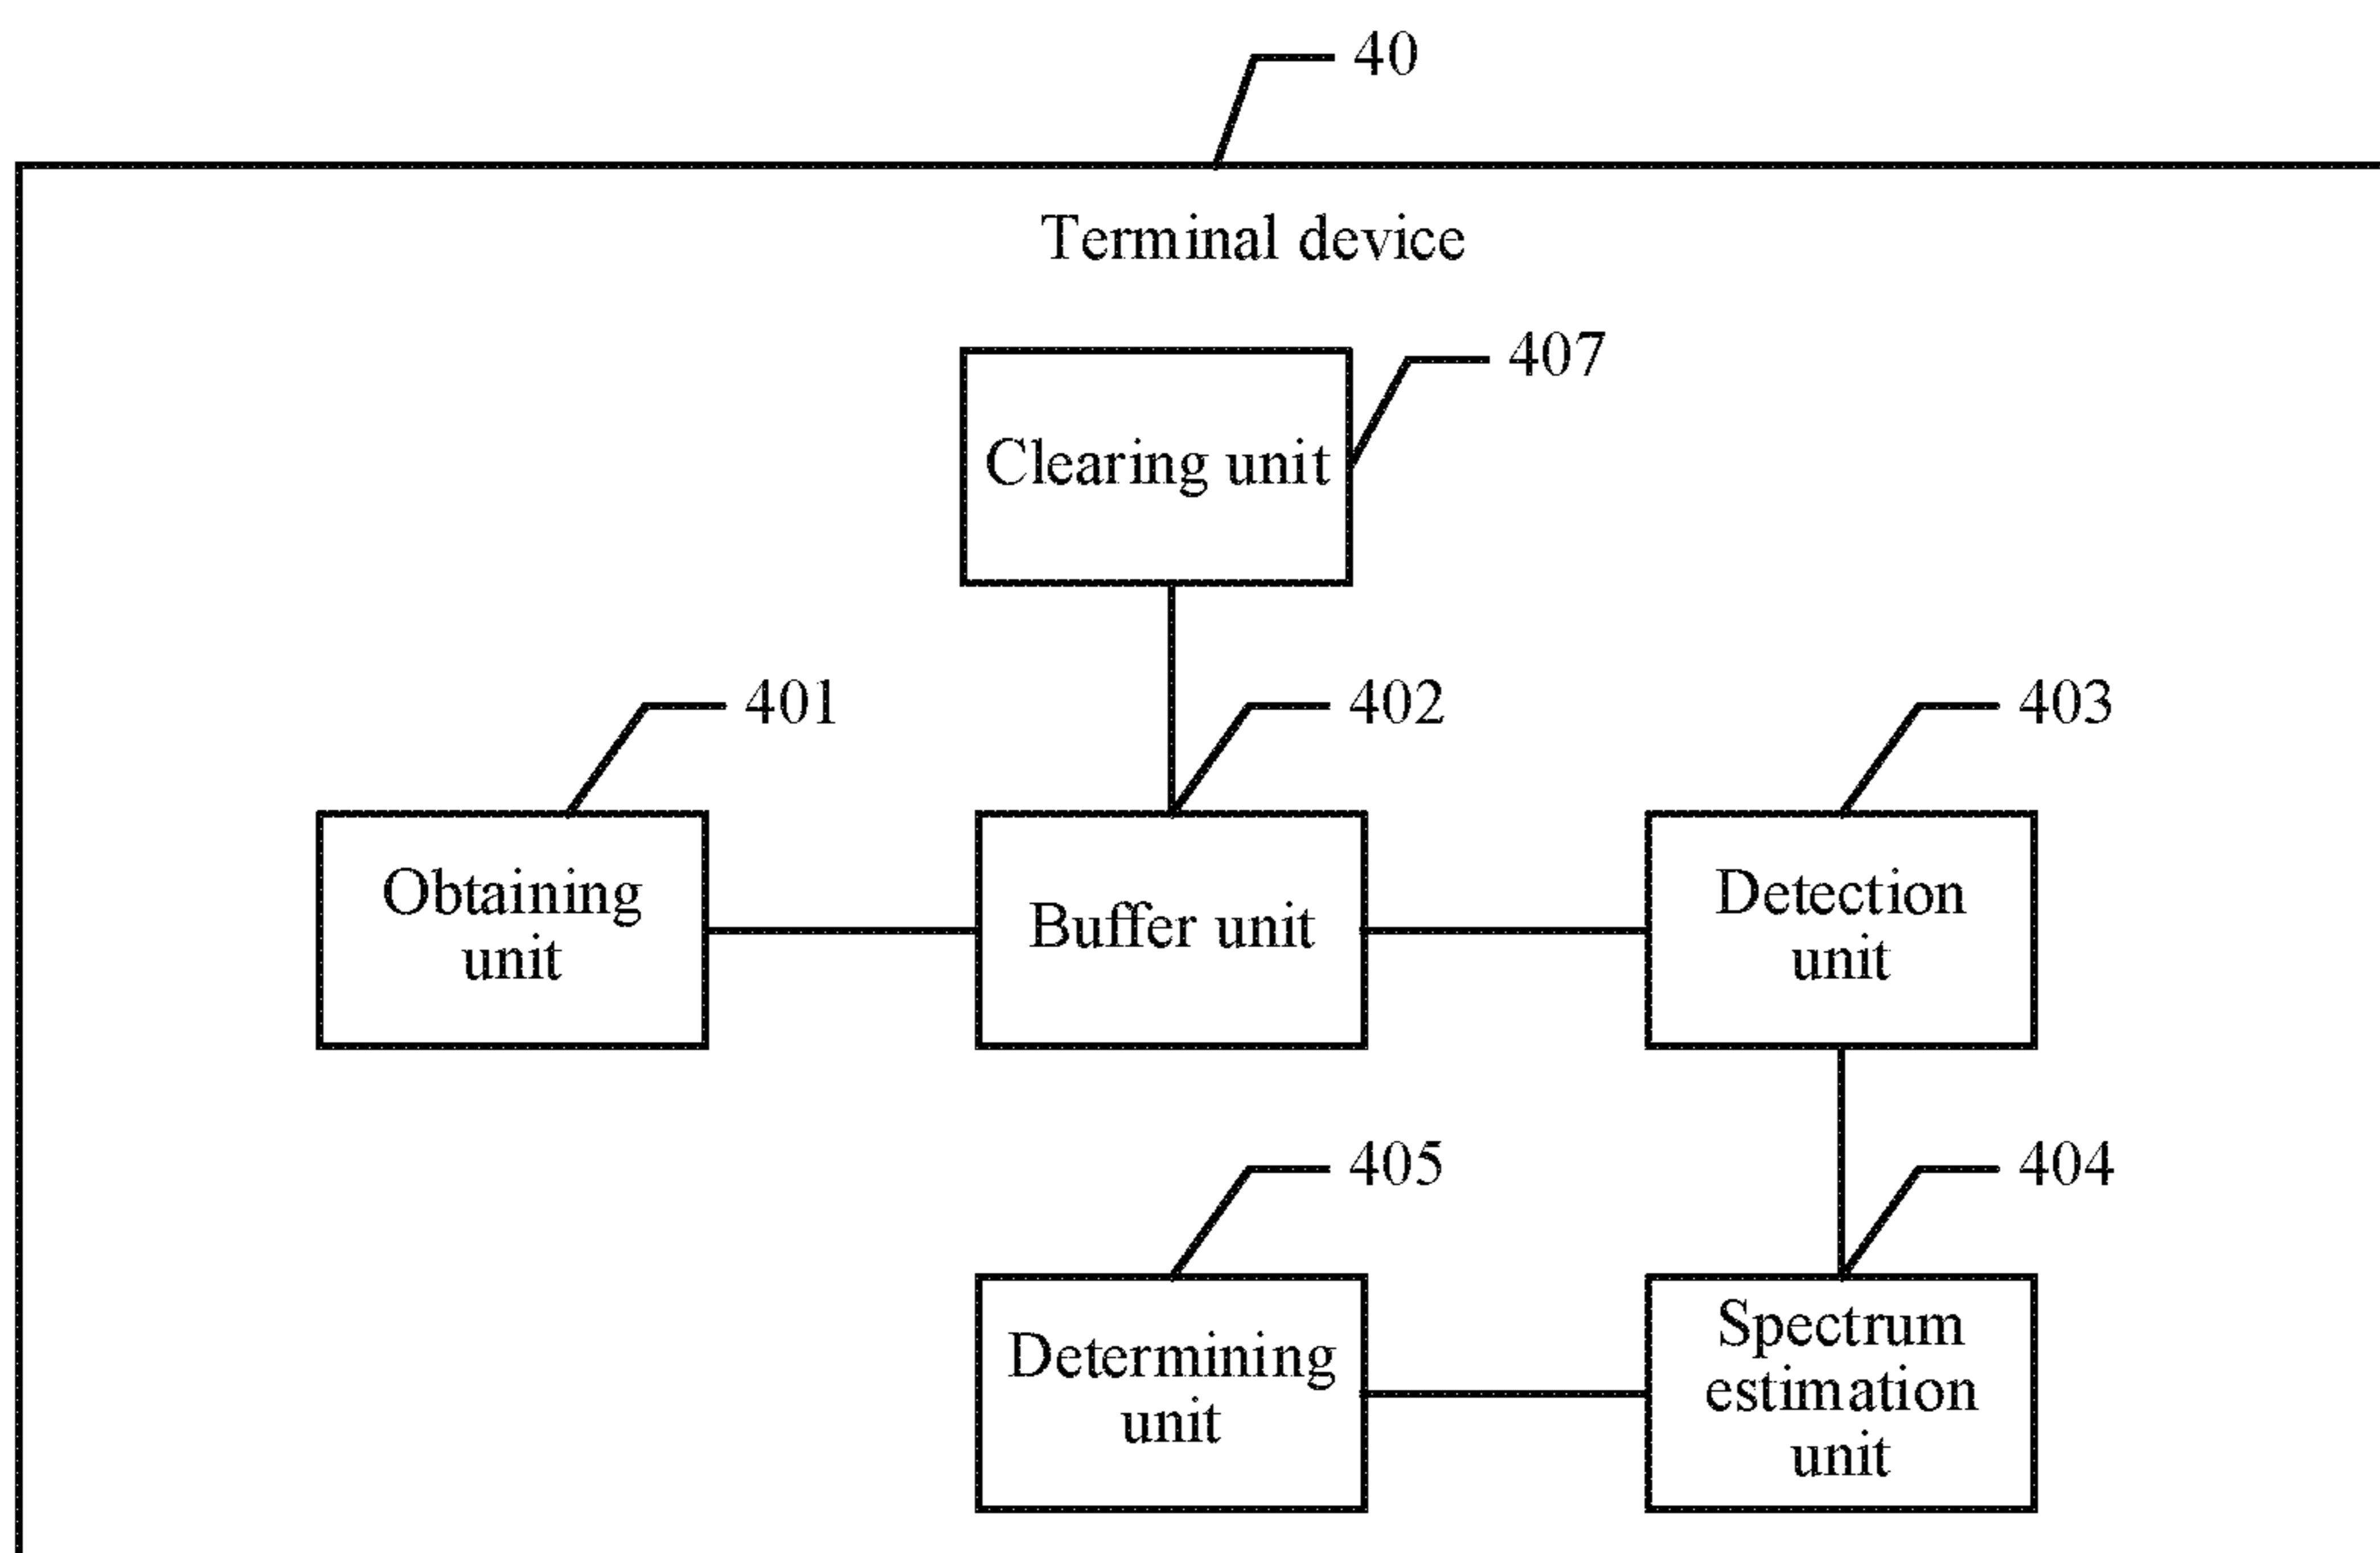 40
Terminal device
407
Clearing unit
401
402
403
Obtaining
unit
Buffer unit
Detection
unit
405
404
Determining
unit
Spectrum
estimation
unit